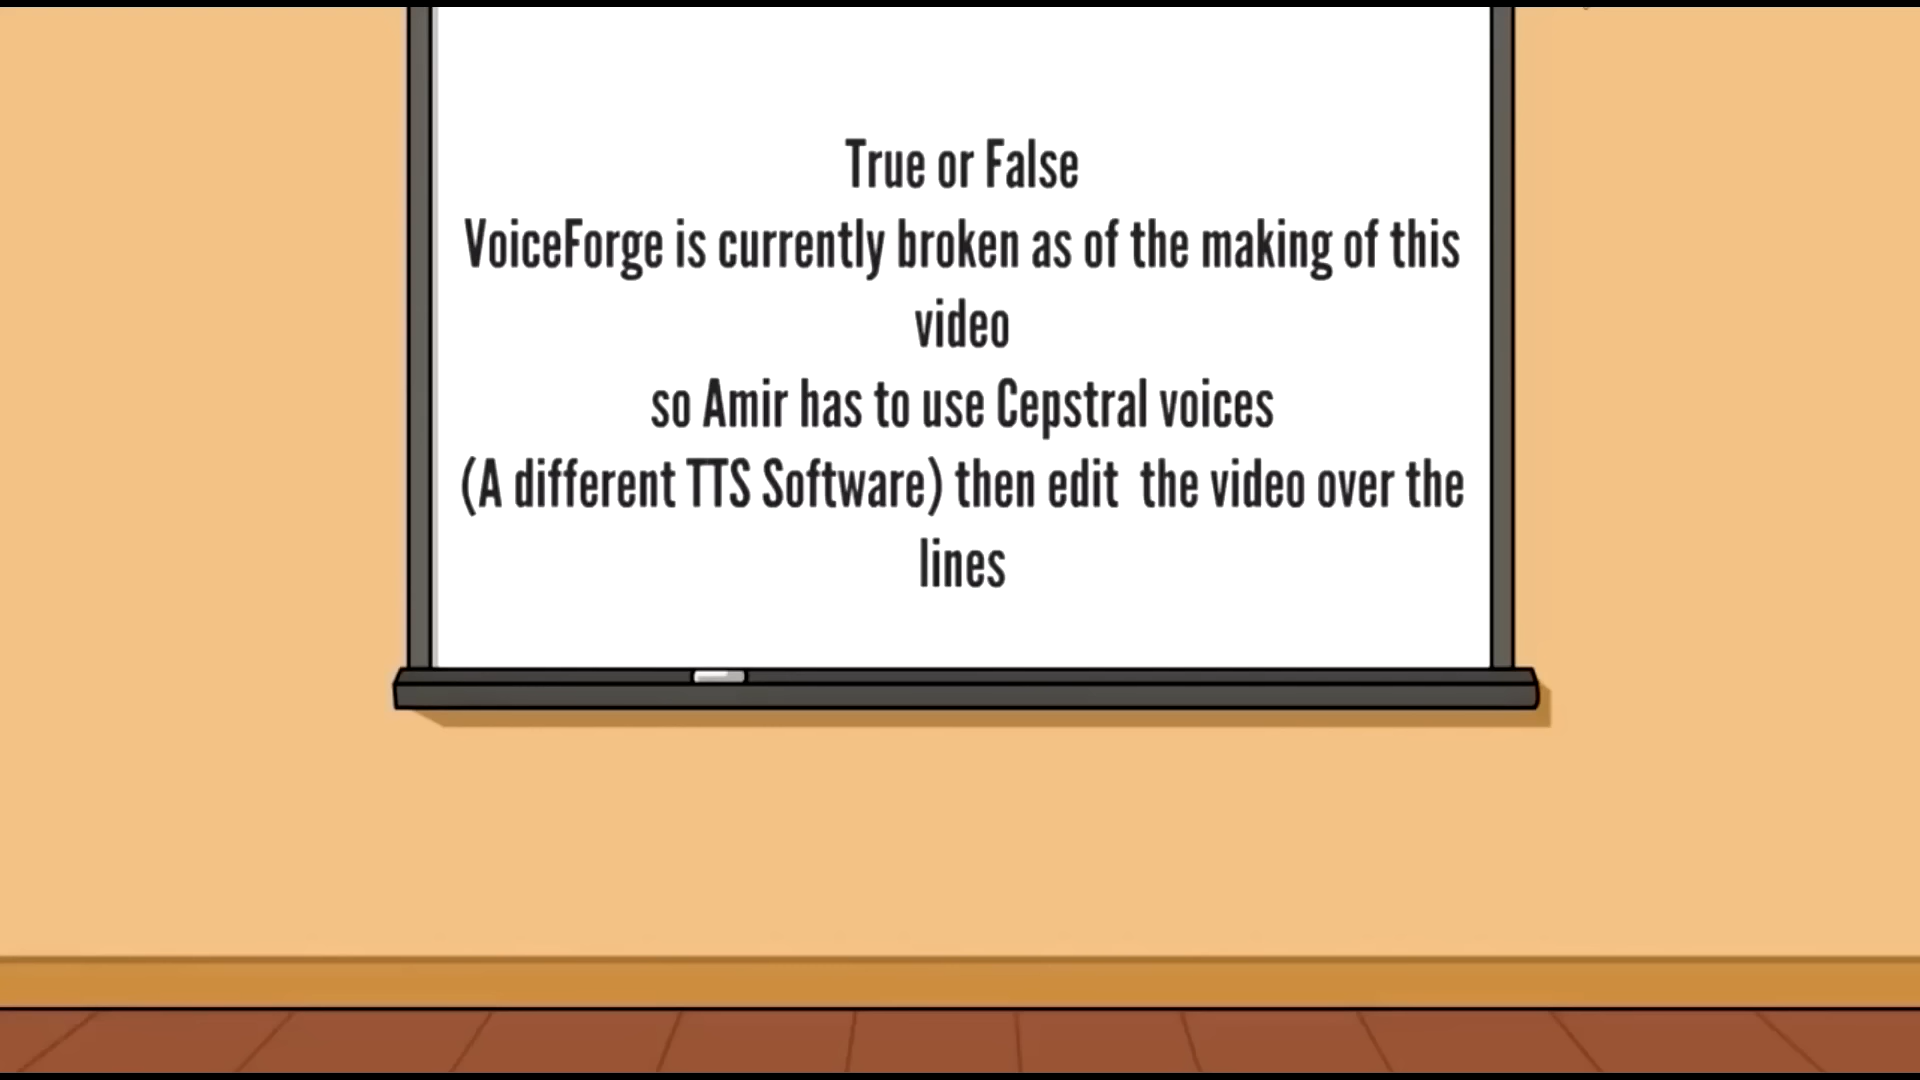 True or False
VoiceForge is currently broken as of the making of this
video
so Amir has to use Cepstral voices
(A different TTS Software) then edit  the video over the
lines